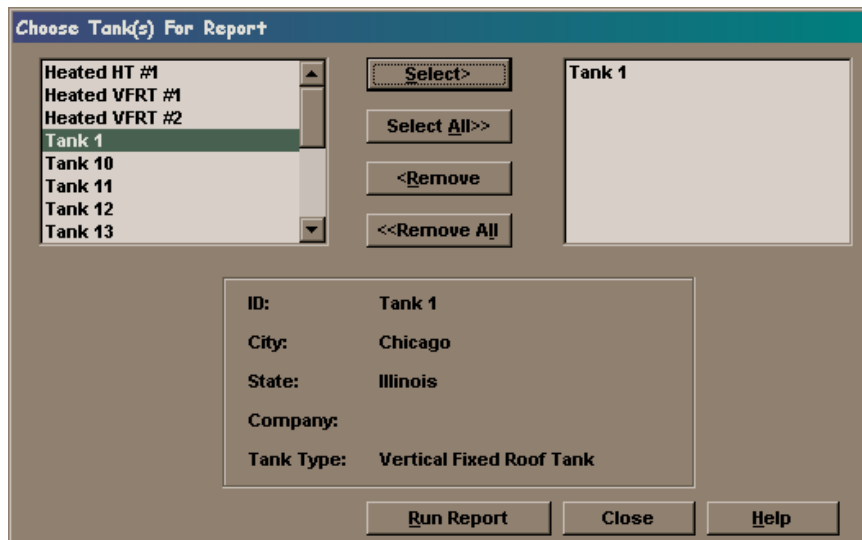 Choose Tank(s) For Report
Heated HT #1
Heated VFRT #1
Heated VFRT #2
Tank 1
Tank 10
Tank 11
Tank 12
Tank 13
Select>
Select All>>
<Remove
<<Remove All
Tank 1
ID: Tank 1
City: Chicago
State: Illinois
Company:
Tank Type: Vertical Fixed Roof Tank
Run Report
Close
Help